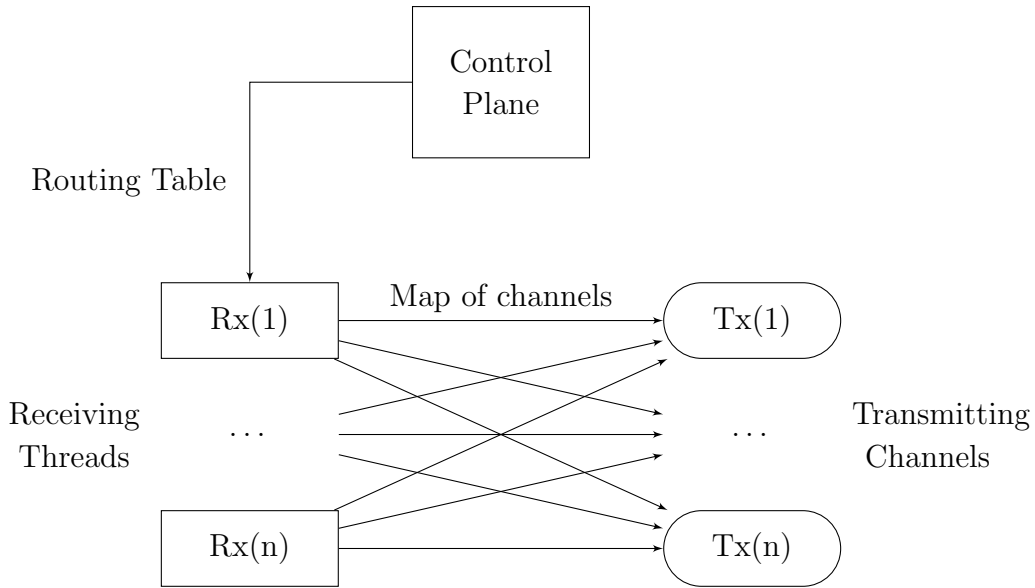 Control
Plane
Routing Table
Map of channels
Rx(1)
Tx(1)
Receiving
Threads
...
...
Transmitting
Channels
Rx(n)
Tx(n)